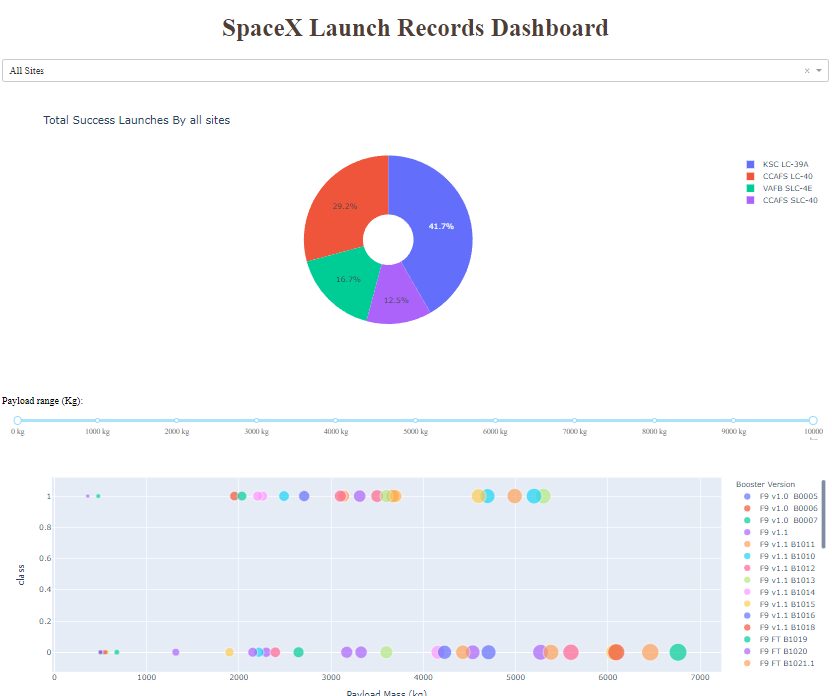 SpaceX Launch Records Dashboard
All Sites
Total Success Launches By all sites
KSC LC-39A
CCAFS LC-40
VAFB SLC-4E
CCAFS SLC-40
29.2%
41.7%
16.7%
12.5%
Payload range (Kg):
0 kg 1000 kg 2000 kg 3000 kg 4000 kg 5000 kg 6000 kg 7000 kg 8000 kg 9000 kg 10000
Booster Version
F9 v1.0 B0005
F9 v1.0 B0006
F9 v1.0 B0007
F9 v1.1
F9 v1.1 B1011
F9 v1.1 B1010
F9 v1.1 B1012
F9 v1.1 B1013
F9 v1.1 B1014
F9 v1.1 B1015
F9 v1.1 B1016
F9 v1.1 B1018
F9 FT B1019
F9 FT B1020
F9 FT B1021.1
1
0.8
0.6
0.4
0.2
0
class
0 1000 2000 3000 4000 5000 6000 7000
Payload Mass (kg)